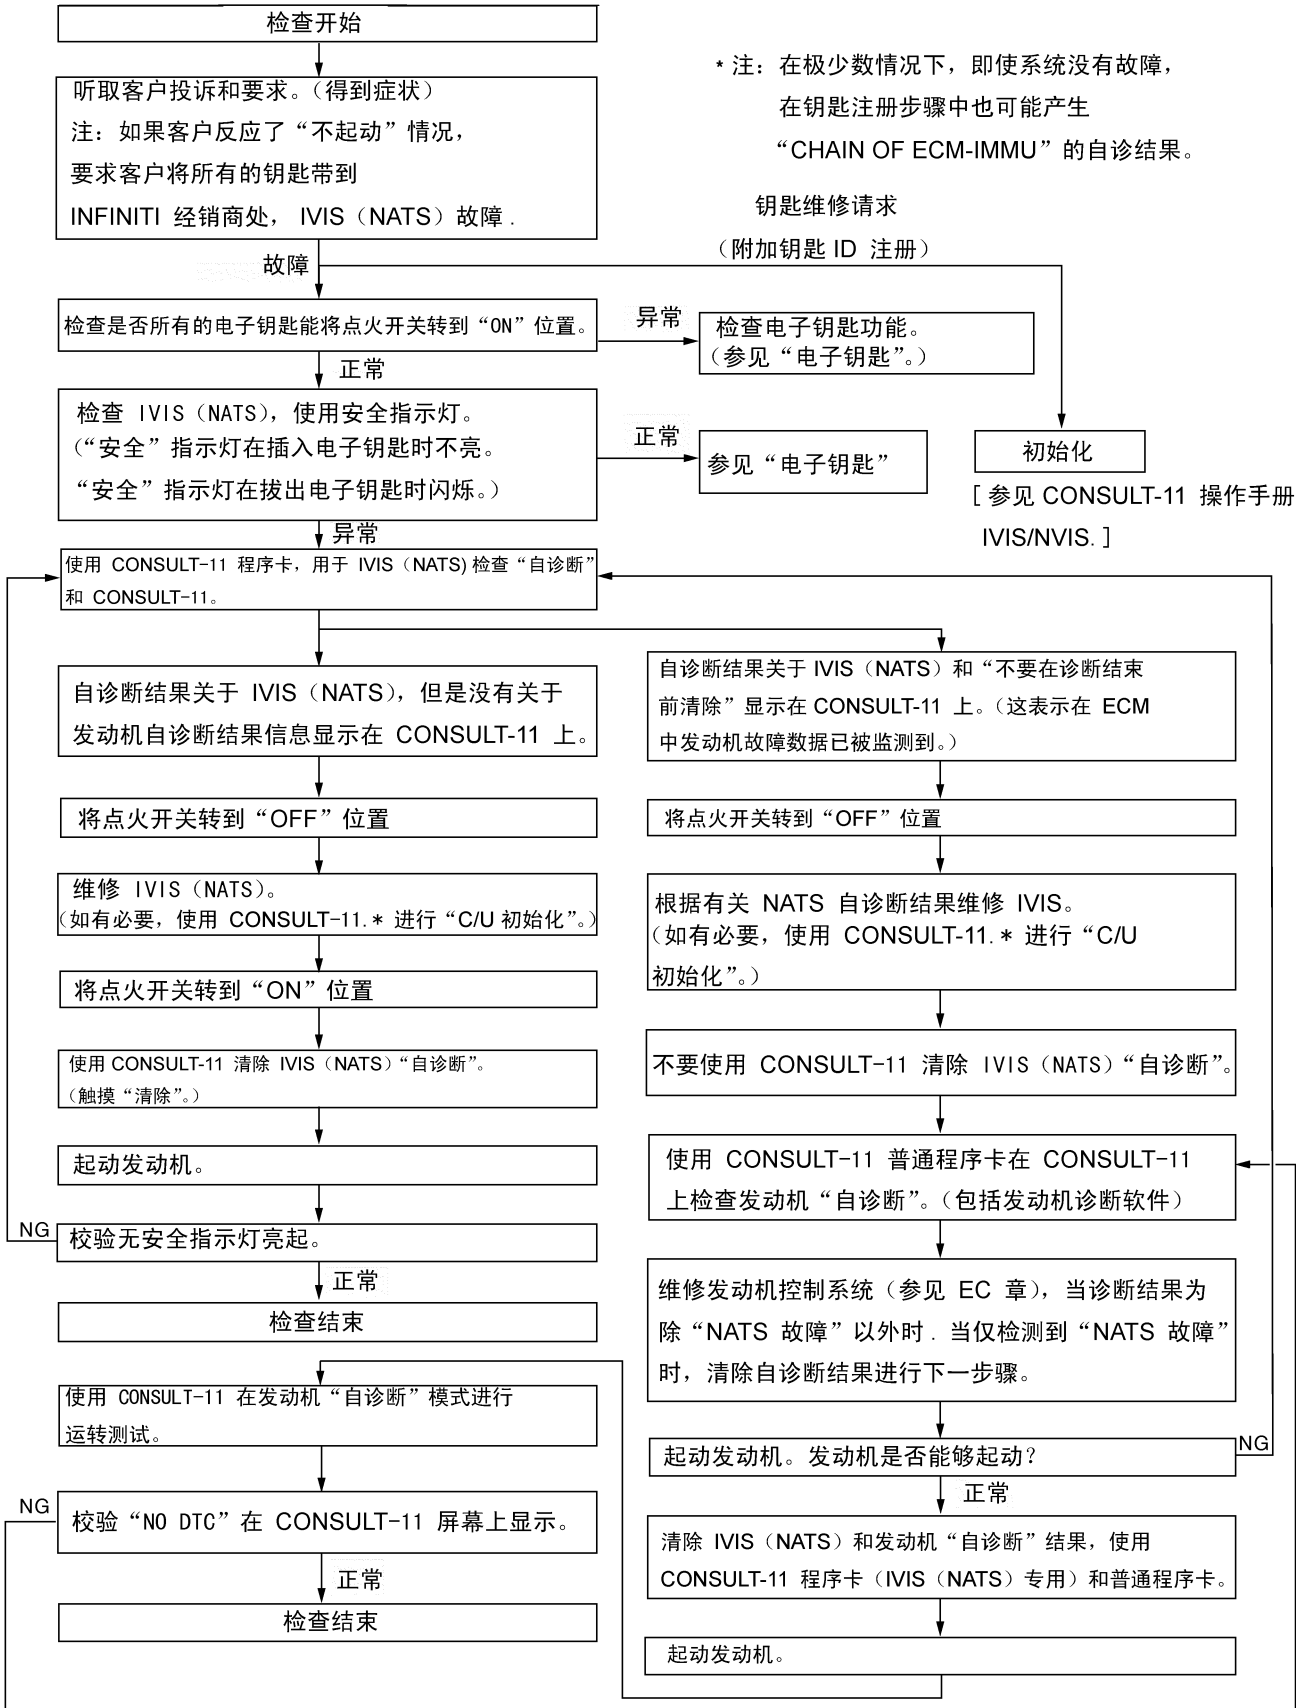 检查开始
听取客户投诉和要求。（得到症状）
注：如果客户反应了“不起动”情况，
要求客户将所有的钥匙带到
INFINITI 经销商处， IVIS（NATS）故障 .
* 注：在极少数情况下，即使系统没有故障，
在钥匙注册步骤中也可能产生
“CHAIN OF ECM-IMMU”的自诊结果。
钥匙维修请求
（附加钥匙 ID 注册）
故障
检查是否所有的电子钥匙能将点火开关转到“ON”位置。
异常
检查电子钥匙功能。
（参见“电子钥匙”。）
正常
检查 IVIS（NATS），使用安全指示灯。
（“安全”指示灯在插入电子钥匙时不亮。
“安全”指示灯在拔出电子钥匙时闪烁。）
正常
参见“电子钥匙”
初始化
[ 参见 CONSULT-11 操作手册
IVIS/NVIS. ]
异常
使用 CONSULT-11 程序卡，用于 IVIS（NATS) 检查“自诊断”
和 CONSULT-11。
自诊断结果关于 IVIS（NATS），但是没有关于
发动机自诊断结果信息显示在 CONSULT-11 上。
将点火开关转到“OFF”位置
维修 IVIS（NATS）。
（如有必要，使用 CONSULT-11.* 进行“C/U 初始化”。）
将点火开关转到“ON”位置
使用 CONSULT-11 清除 IVIS（NATS）“自诊断”。
（触摸“清除”。）
起动发动机。
NG
校验无安全指示灯亮起。
正常
检查结束
自诊断结果关于 IVIS（NATS）和“不要在诊断结束
前清除”显示在 CONSULT-11 上。（这表示在 ECM
中发动机故障数据已被监测到。）
将点火开关转到“OFF”位置
根据有关 NATS 自诊断结果维修 IVIS。
（如有必要，使用 CONSULT-11.* 进行“C/U
初始化”。）
不要使用 CONSULT-11 清除 IVIS（NATS）“自诊断”。
使用 CONSULT-11 普通程序卡在 CONSULT-11
上检查发动机“自诊断”。（包括发动机诊断软件）
维修发动机控制系统（参见 EC 章），当诊断结果为
除“NATS 故障”以外时 . 当仅检测到“NATS 故障”
时，清除自诊断结果进行下一步骤。
起动发动机。发动机是否能够起动？
NG
正常
清除 IVIS（NATS）和发动机“自诊断”结果，使用
CONSULT-11 程序卡（IVIS（NATS）专用）和普通程序卡。
起动发动机。
使用 CONSULT-11 在发动机“自诊断”模式进行
运转测试。
NG
校验“NO DTC”在 CONSULT-11 屏幕上显示。
正常
检查结束